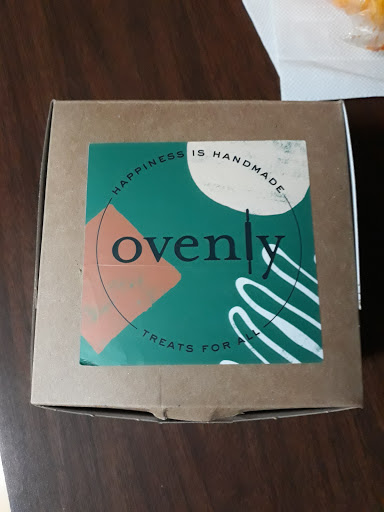 HAPPINESS IS HANDMADE
ovenly
TREATS FOR ALL